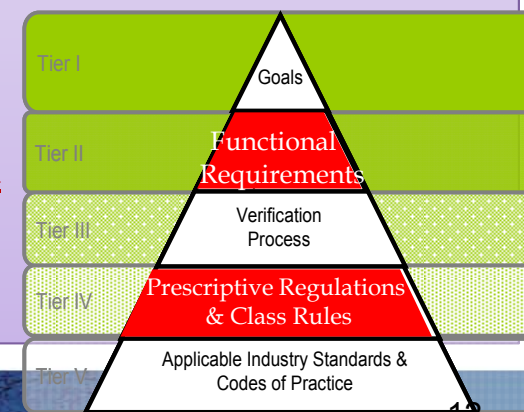 Tier I
Goals
Tier II
Functional
Requirements
Tier III
Verification
Process
Tier IV
Prescriptive Regulations
& Class Rules
Tier V
Applicable Industry Standards &
Codes of Practice